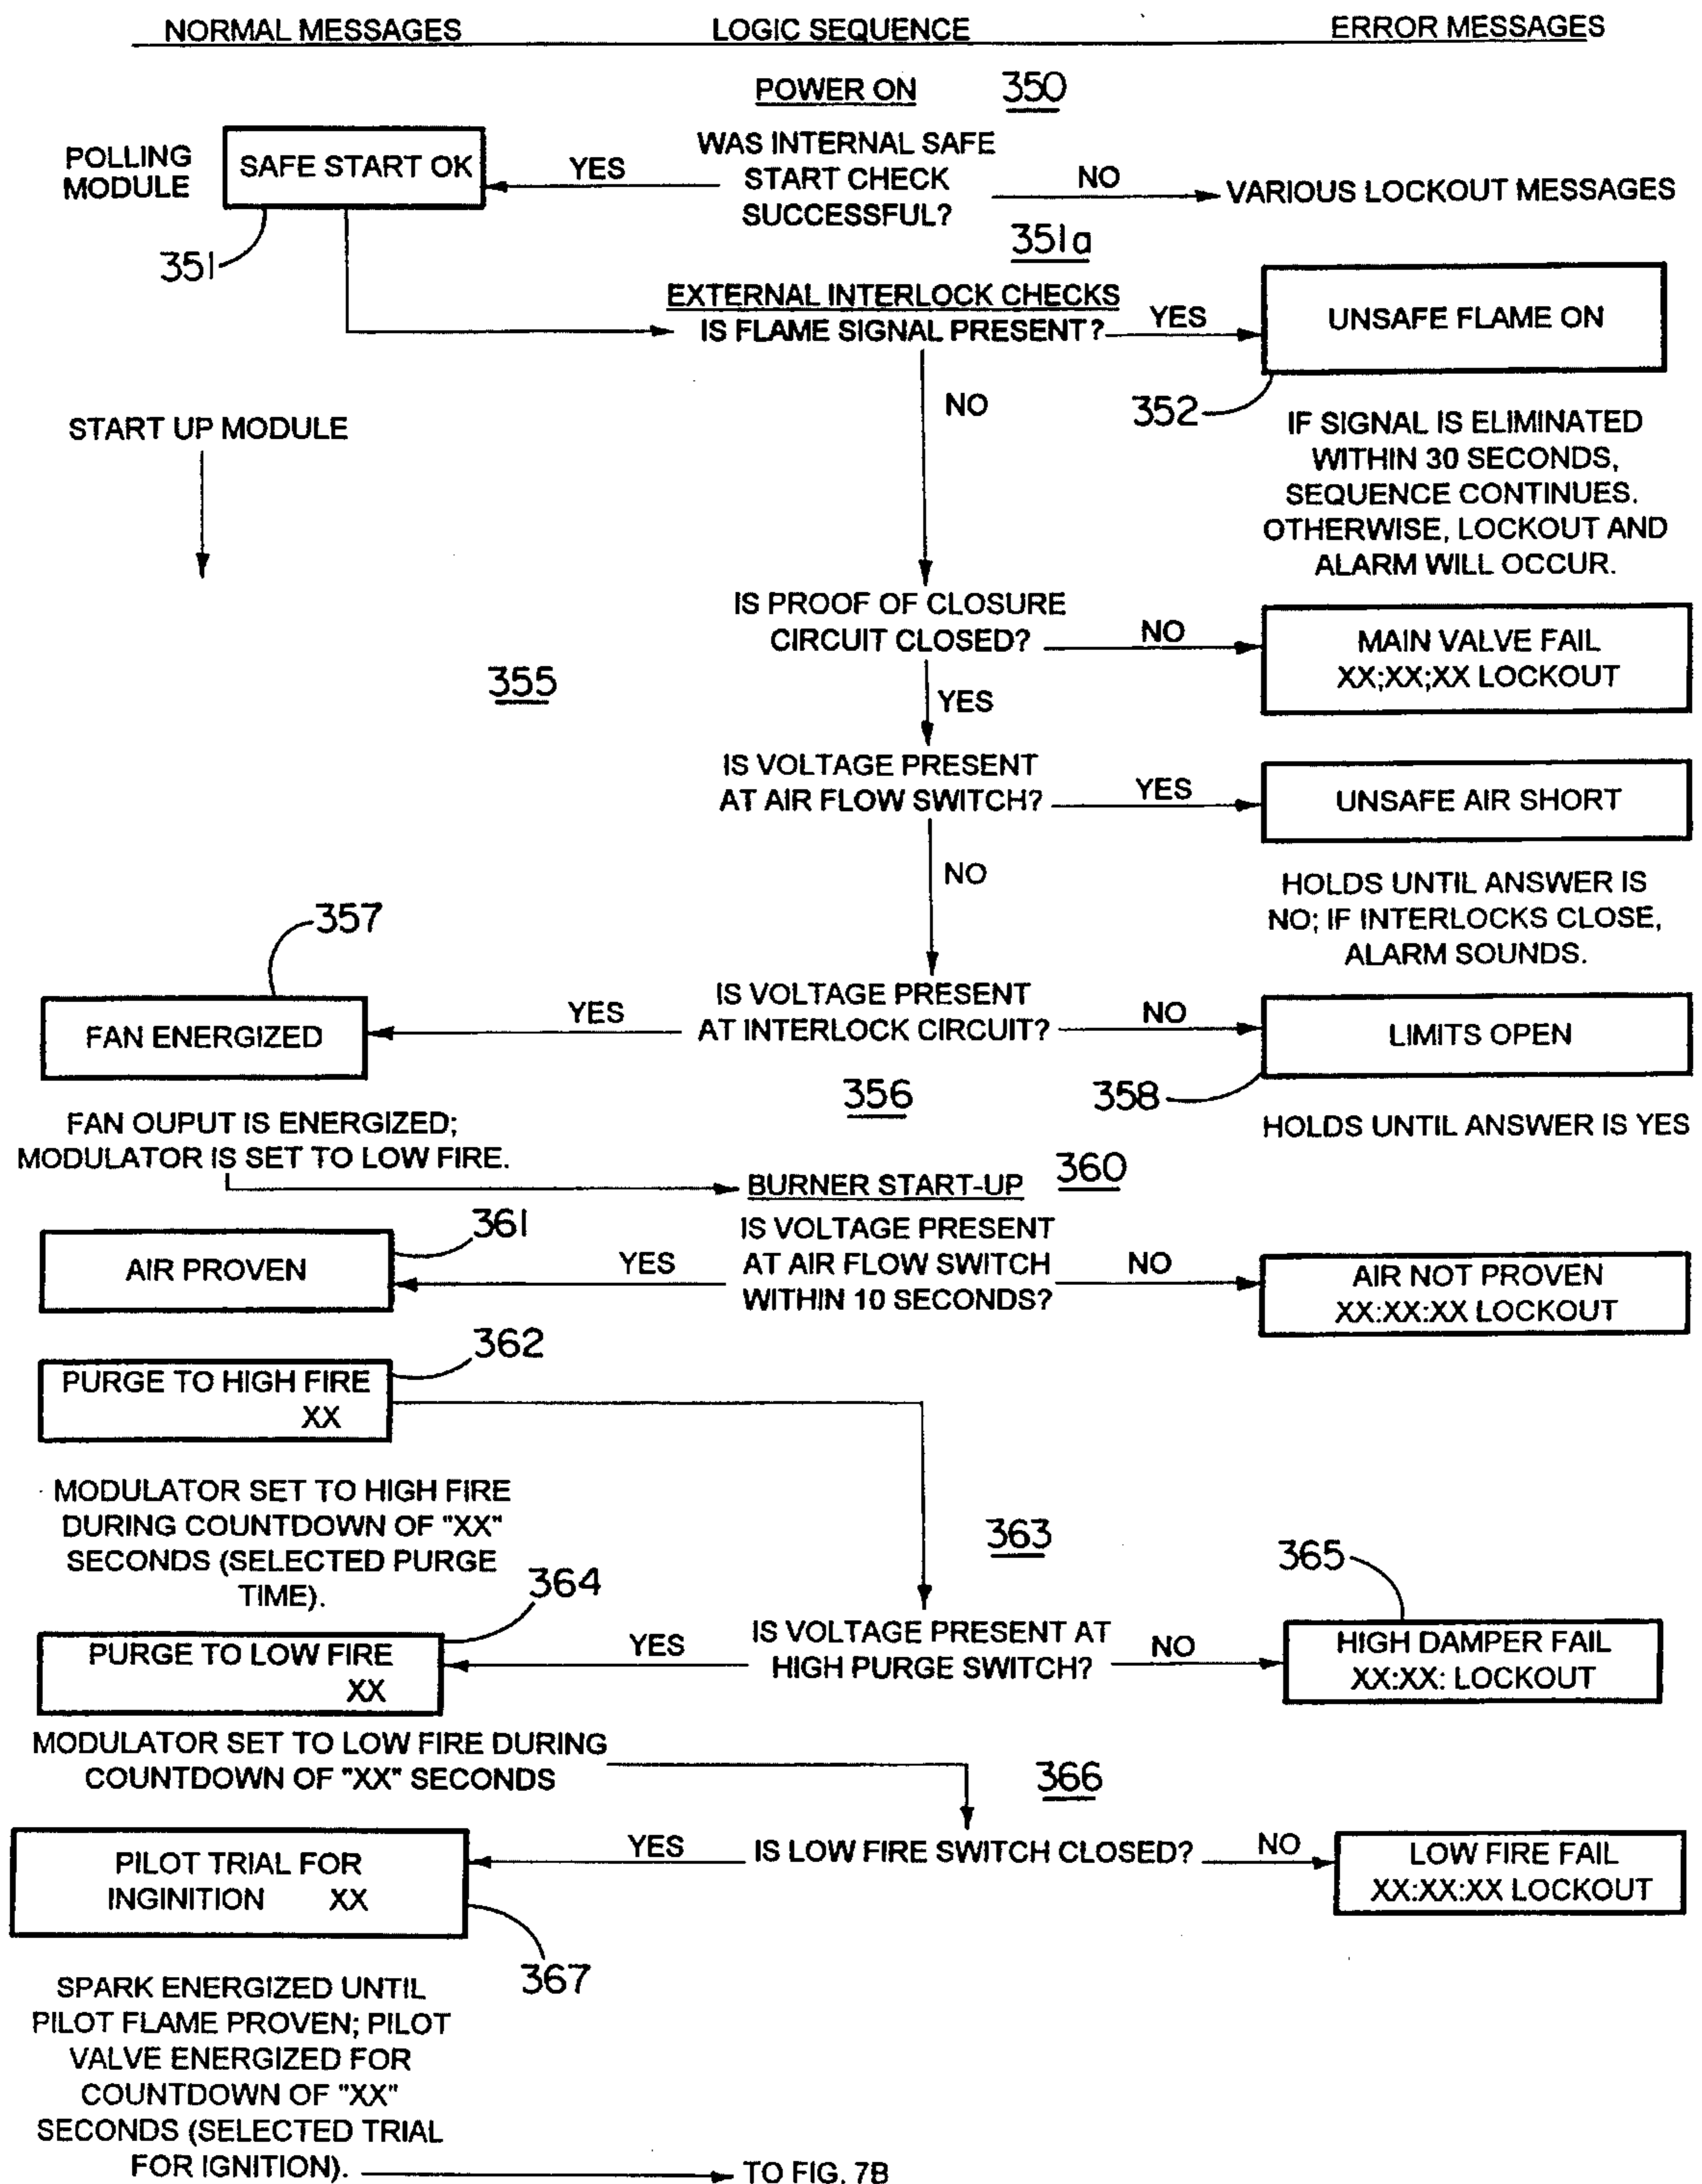 NORMAL MESSAGES LOGIC SEQUENCE ERROR MESSAGES
POWER ON 350
POLLING
MODULE
SAFE START OK
351
YES
WAS INTERNAL SAFE
START CHECK
SUCCESSFUL?
NO
VARIOUS LOCKOUT MESSAGES
351a
EXTERNAL INTERLOCK CHECKS
IS FLAME SIGNAL PRESENT?
YES
UNSAFE FLAME ON
352
NO
START UP MODULE
IF SIGNAL IS ELIMINATED
WITHIN 30 SECONDS,
SEQUENCE CONTINUES.
OTHERWISE, LOCKOUT AND
ALARM WILL OCCUR.
IS PROOF OF CLOSURE
CIRCUIT CLOSED?
NO
MAIN VALVE FAIL
XX;XX;XX LOCKOUT
355
YES
IS VOLTAGE PRESENT
AT AIR FLOW SWITCH?
YES
UNSAFE AIR SHORT
NO
HOLDS UNTIL ANSWER IS
NO; IF INTERLOCKS CLOSE,
ALARM SOUNDS.
357
FAN ENERGIZED
YES
IS VOLTAGE PRESENT
AT INTERLOCK CIRCUIT?
NO
LIMITS OPEN
356
358
HOLDS UNTIL ANSWER IS YES
FAN OUPUT IS ENERGIZED;
MODULATOR IS SET TO LOW FIRE.
BURNER START-UP 360
361
AIR PROVEN
YES
IS VOLTAGE PRESENT
AT AIR FLOW SWITCH
WITHIN 10 SECONDS?
NO
AIR NOT PROVEN
XX:XX:XX LOCKOUT
362
PURGE TO HIGH FIRE
XX
MODULATOR SET TO HIGH FIRE
DURING COUNTDOWN OF "XX"
SECONDS (SELECTED PURGE
TIME).
363
364
365
PURGE TO LOW FIRE
XX
YES
IS VOLTAGE PRESENT AT
HIGH PURGE SWITCH?
NO
HIGH DAMPER FAIL
XX:XX: LOCKOUT
MODULATOR SET TO LOW FIRE DURING
COUNTDOWN OF "XX" SECONDS
366
PILOT TRIAL FOR
INGINITION XX
367
YES
IS LOW FIRE SWITCH CLOSED?
NO
LOW FIRE FAIL
XX:XX:XX LOCKOUT
SPARK ENERGIZED UNTIL
PILOT FLAME PROVEN; PILOT
VALVE ENERGIZED FOR
COUNTDOWN OF "XX"
SECONDS (SELECTED TRIAL
FOR IGNITION).
TO FIG. 7B